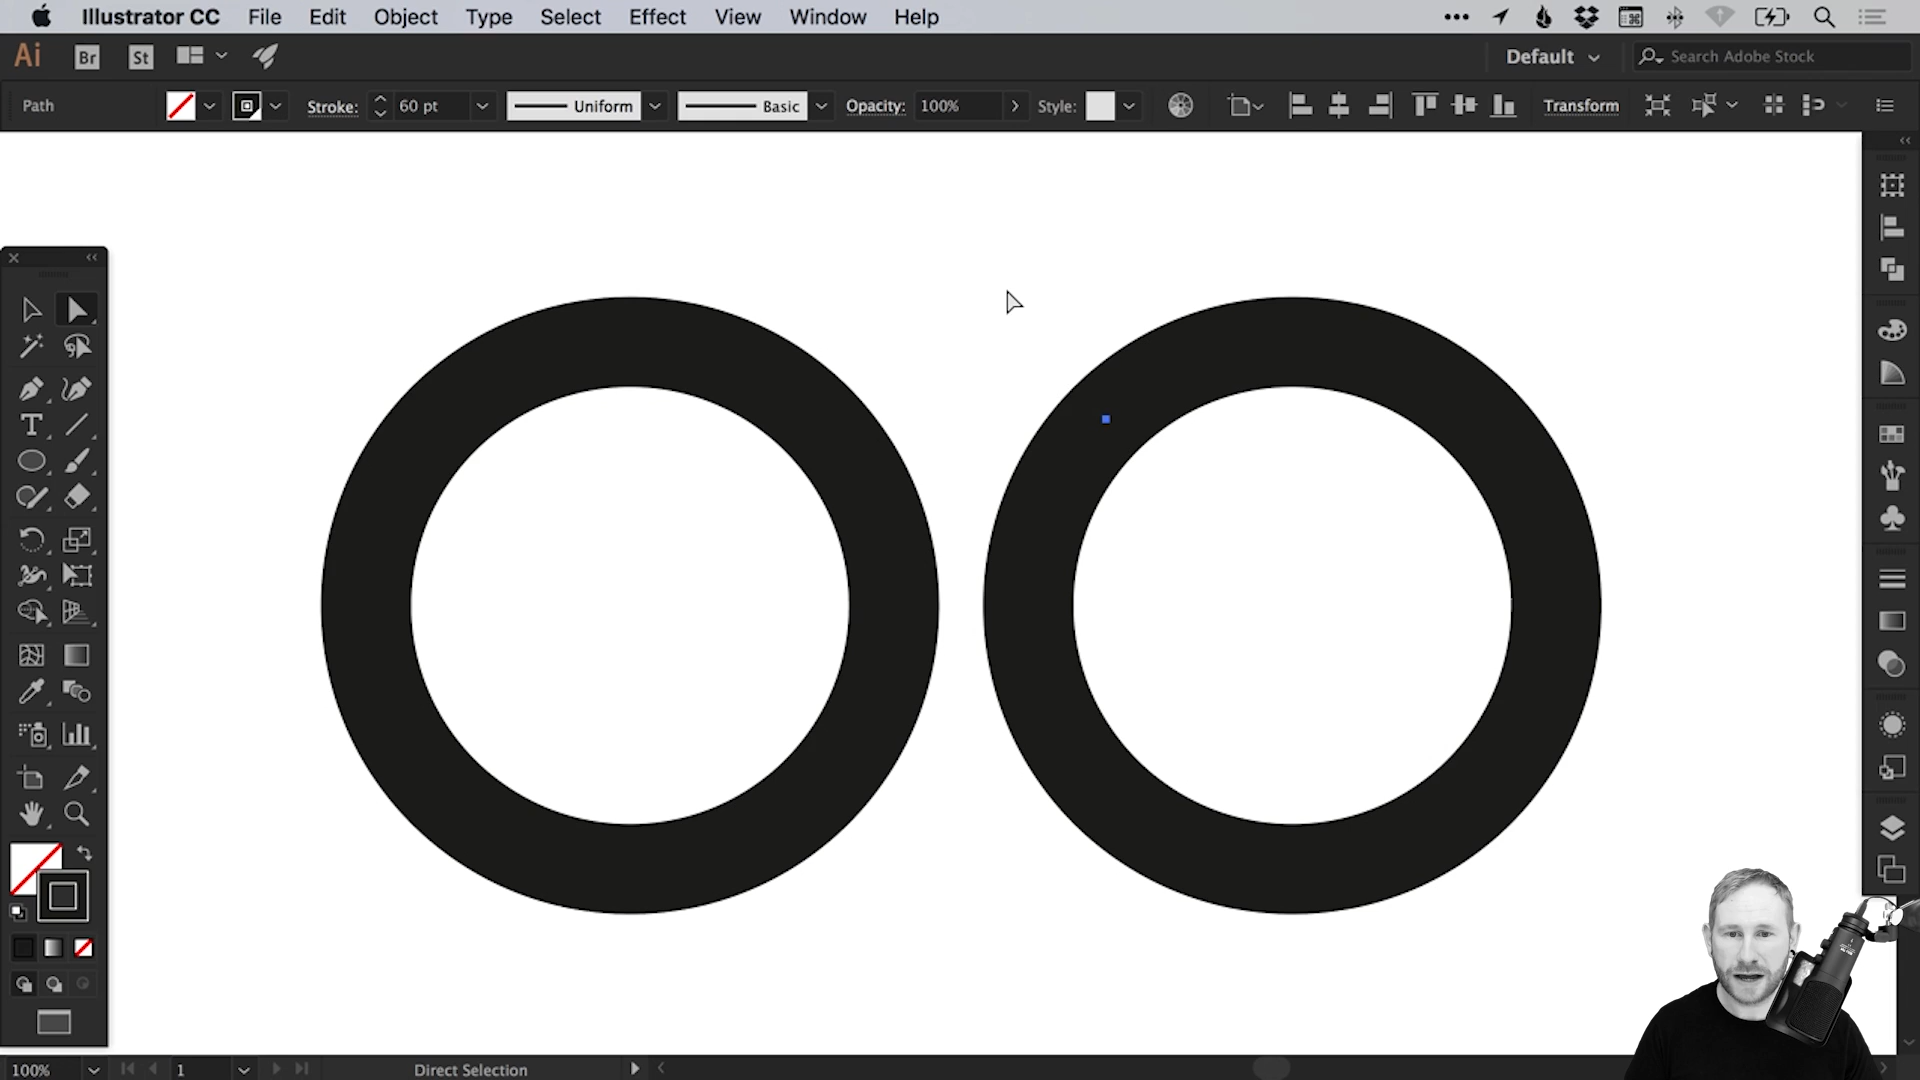 Illustrator CC File Edit Object Type Select Effect View Window Help
Ai Br St Default Search Adobe Stock
Path Stroke: 60 pt Uniform Basic Opacity: 100% Style: Transform
T
100% 1 Direct Selection